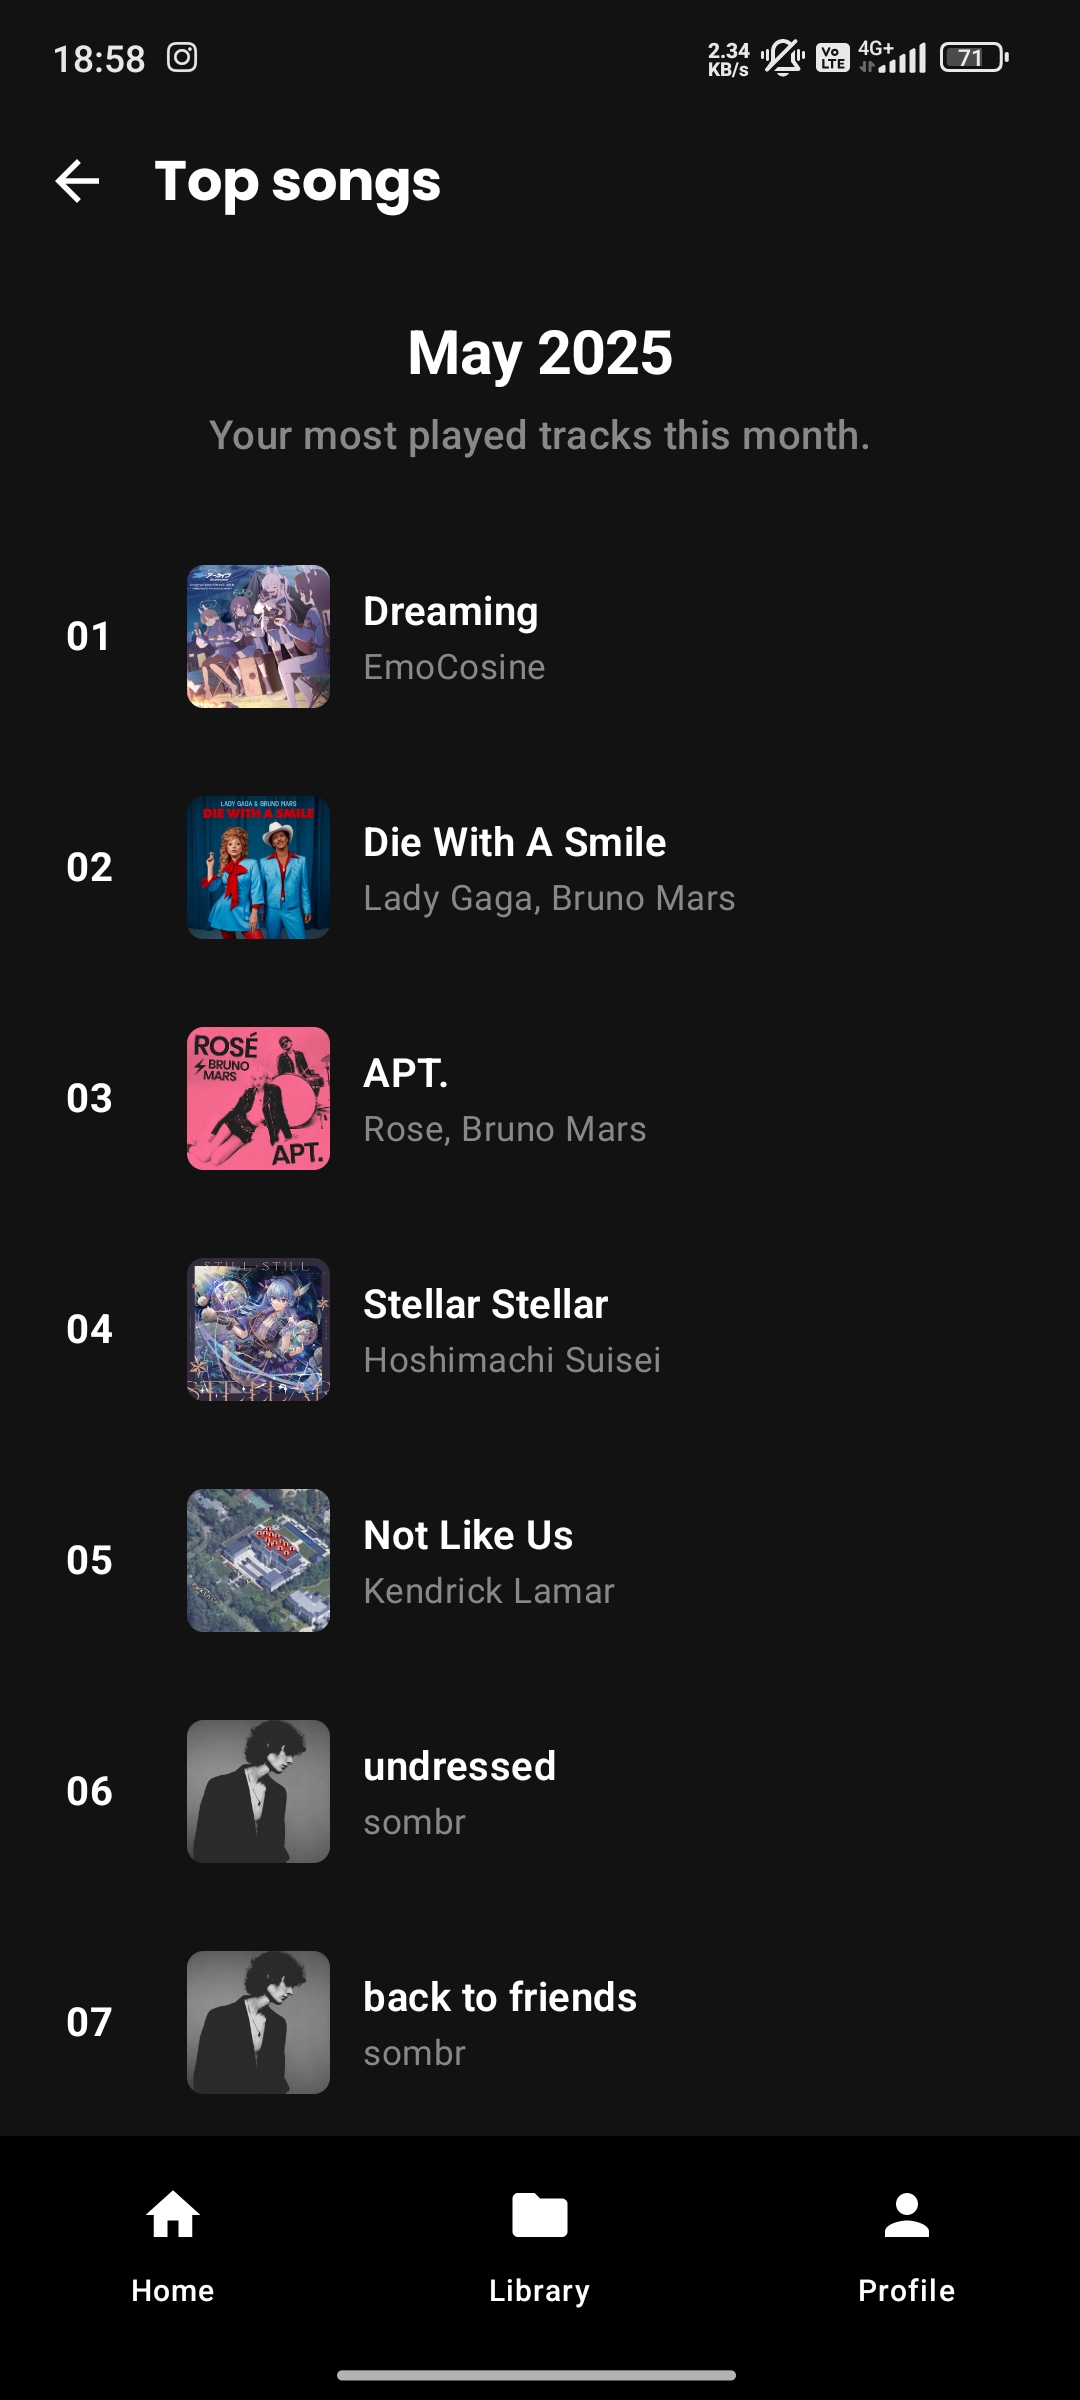 18:58
2.34
KB/s
Vo
LTE
4G+
71
Top songs
May 2025
Your most played tracks this month.
01
Dreaming
EmoCosine
02
LADY GAGA & BRUNO MARS
DIE WITH A SMILE
Die With A Smile
Lady Gaga, Bruno Mars
03
ROSÉ
BRUNO
MARS
APT.
APT.
Rose, Bruno Mars
04
STILL STILL
STELLAR
Stellar Stellar
Hoshimachi Suisei
05
Not Like Us
Kendrick Lamar
06
undressed
sombr
07
back to friends
sombr
Home
Library
Profile